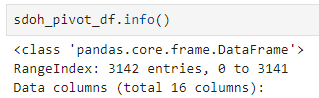 sdoh_pivot_df.info()
<class 'pandas.core.frame.DataFrame'>
RangeIndex: 3142 entries, 0 to 3141
Data columns (total 16 columns):